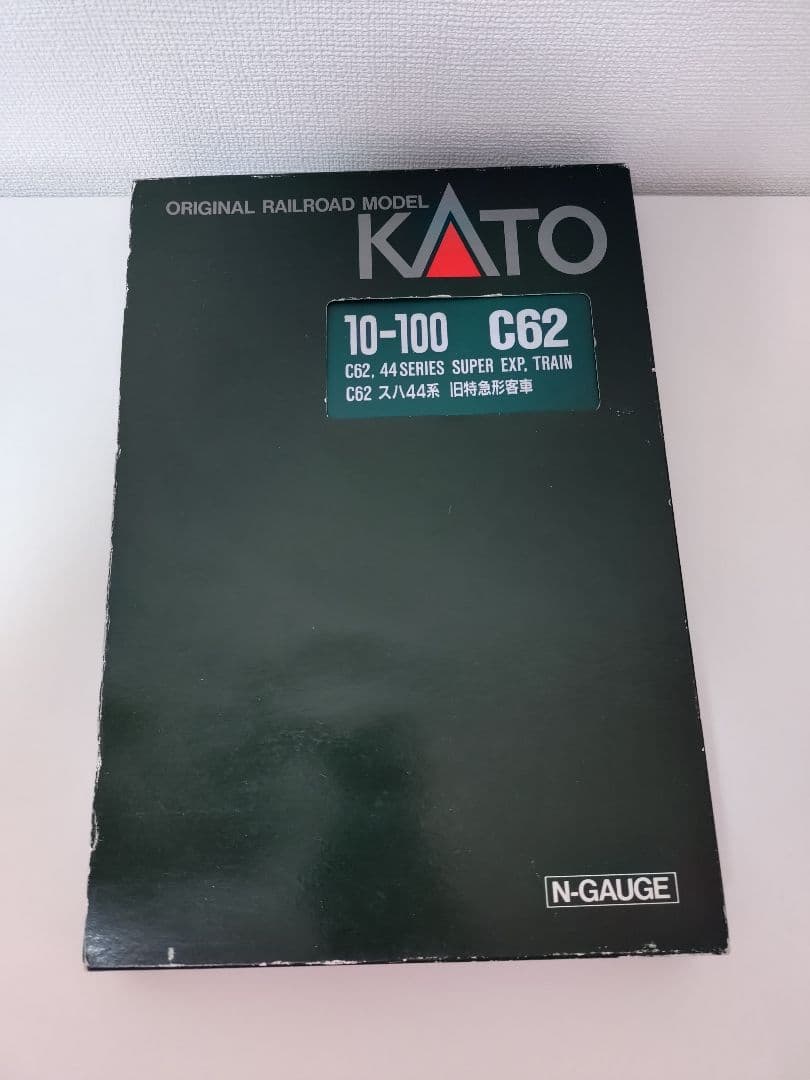 ORIGINAL RAILROAD MODEL
KATO
10-100 C62
C62, 44 SERIES SUPER EXP, TRAIN
C62 スハ44系 旧特急形客車
N-GAUGE